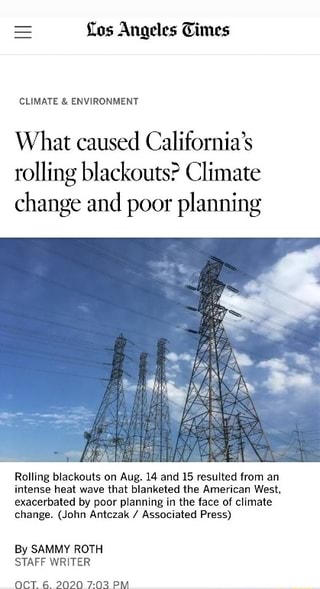 Los Angeles Times
CLIMATE & ENVIRONMENT
What caused California's
rolling blackouts? Climate
change and poor planning
Rolling blackouts on Aug. 14 and 15 resulted from an
intense heat wave that blanketed the American West,
exacerbated by poor planning in the face of climate
change. (John Antczak / Associated Press)
By SAMMY ROTH
STAFF WRITER
OCT. 6, 2020 7:03 PM